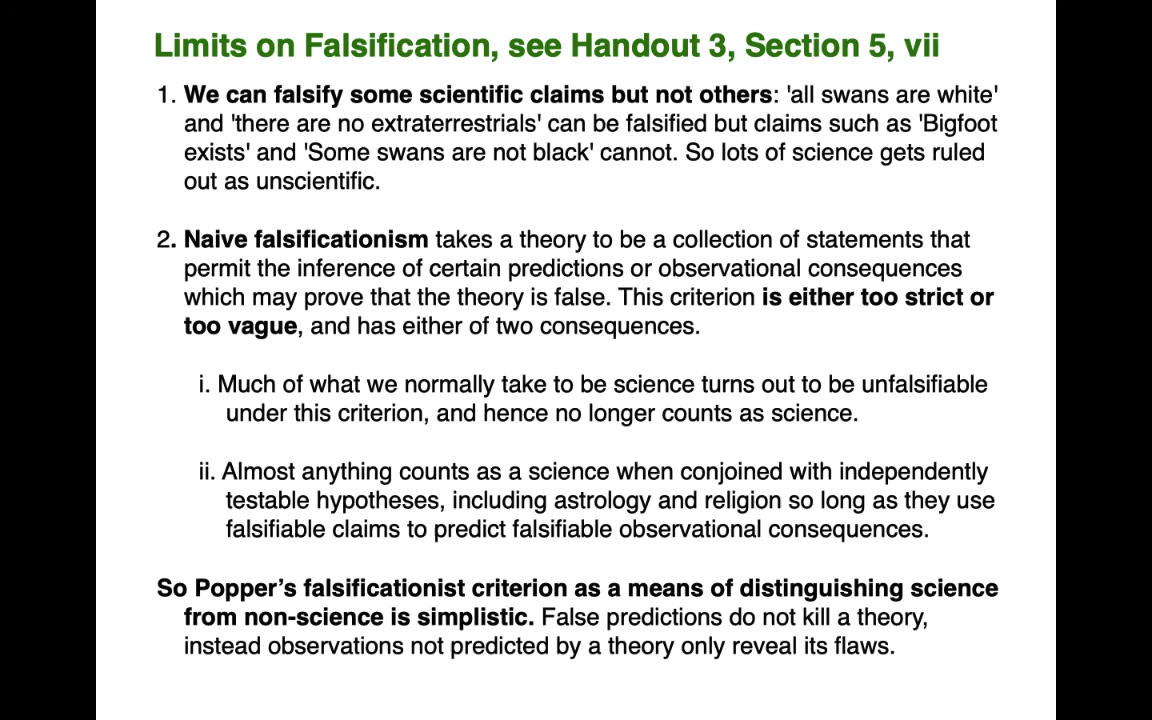 Limits on Falsification, see Handout 3, Section 5, vii
1. We can falsify some scientific claims but not others: 'all swans are white'
and 'there are no extraterrestrials' can be falsified but claims such as 'Bigfoot
exists' and 'Some swans are not black' cannot. So lots of science gets ruled
out as unscientific.
2. Naive falsificationism takes a theory to be a collection of statements that
permit the inference of certain predictions or observational consequences
which may prove that the theory is false. This criterion is either too strict or
too vague, and has either of two consequences.
i. Much of what we normally take to be science turns out to be unfalsifiable
under this criterion, and hence no longer counts as science.
ii. Almost anything counts as a science when conjoined with independently
testable hypotheses, including astrology and religion so long as they use
falsifiable claims to predict falsifiable observational consequences.
So Popper’s falsificationist criterion as a means of distinguishing science
from non-science is simplistic. False predictions do not kill a theory,
instead observations not predicted by a theory only reveal its flaws.